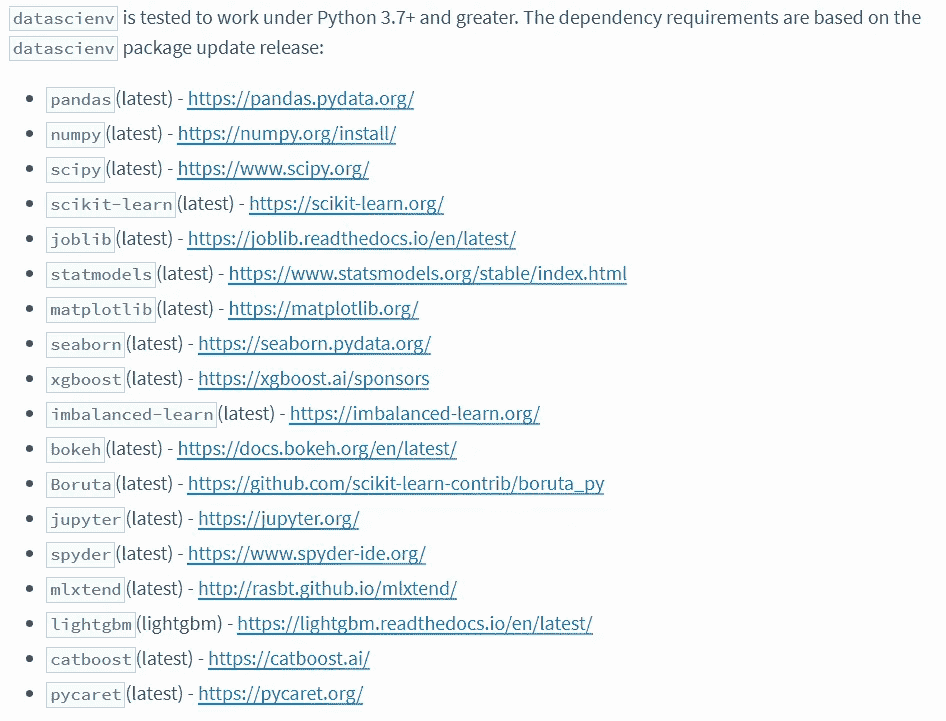 datascienv is tested to work under Python 3.7+ and greater. The dependency requirements are based on the
datascienv package update release:
pandas(latest) - https://pandas.pydata.org/
numpy(latest) - https://numpy.org/install/
scipy(latest) - https://www.scipy.org/
scikit-learn(latest) - https://scikit-learn.org/
joblib(latest) - https://joblib.readthedocs.io/en/latest/
statmodels(latest) - https://www.statsmodels.org/stable/index.html
matplotlib(latest) - https://matplotlib.org/
seaborn(latest) - https://seaborn.pydata.org/
xgboost(latest) - https://xgboost.ai/sponsors
imbalanced-learn(latest) - https://imbalanced-learn.org/
bokeh(latest) - https://docs.bokeh.org/en/latest/
Boruta(latest) - https://github.com/scikit-learn-contrib/boruta_py
jupyter(latest) - https://jupyter.org/
spyder(latest) - https://www.spyder-ide.org/
mlxtend(latest) - http://rasbt.github.io/mlxtend/
lightgbm(lightgbm) - https://lightgbm.readthedocs.io/en/latest/
catboost(latest) - https://catboost.ai/
pycaret(latest) - https://pycaret.org/